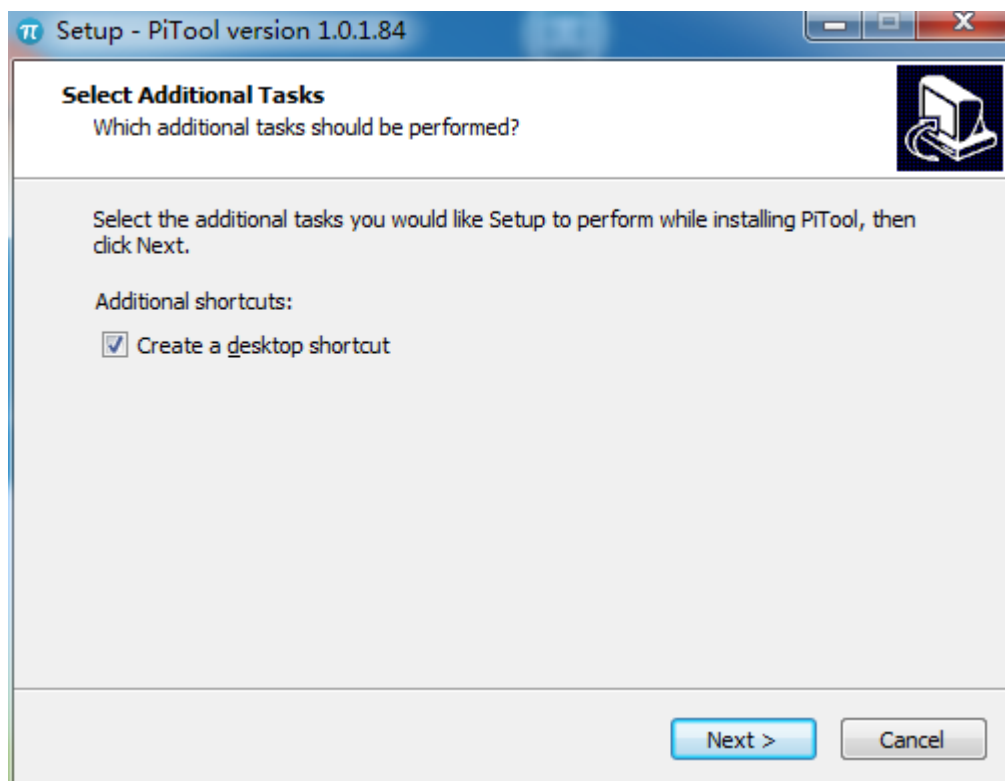 π Setup - PiTool version 1.0.1.84
Select Additional Tasks
Which additional tasks should be performed?
Select the additional tasks you would like Setup to perform while installing PiTool, then
click Next.
Additional shortcuts:
Create a desktop shortcut
Next >
Cancel